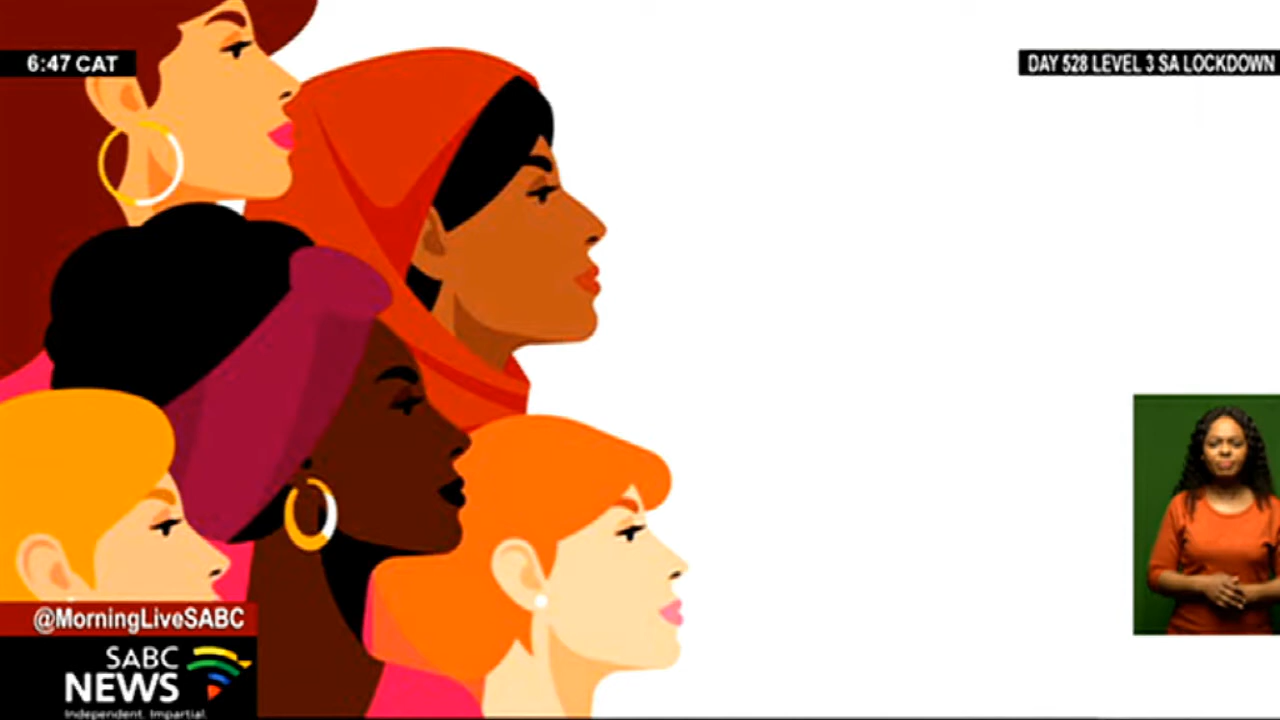 6:47 CAT
DAY 528 LEVEL 3 SA LOCKDOWN
@MorningLiveSABC
SABC
NEWS
Independent. Impartial.